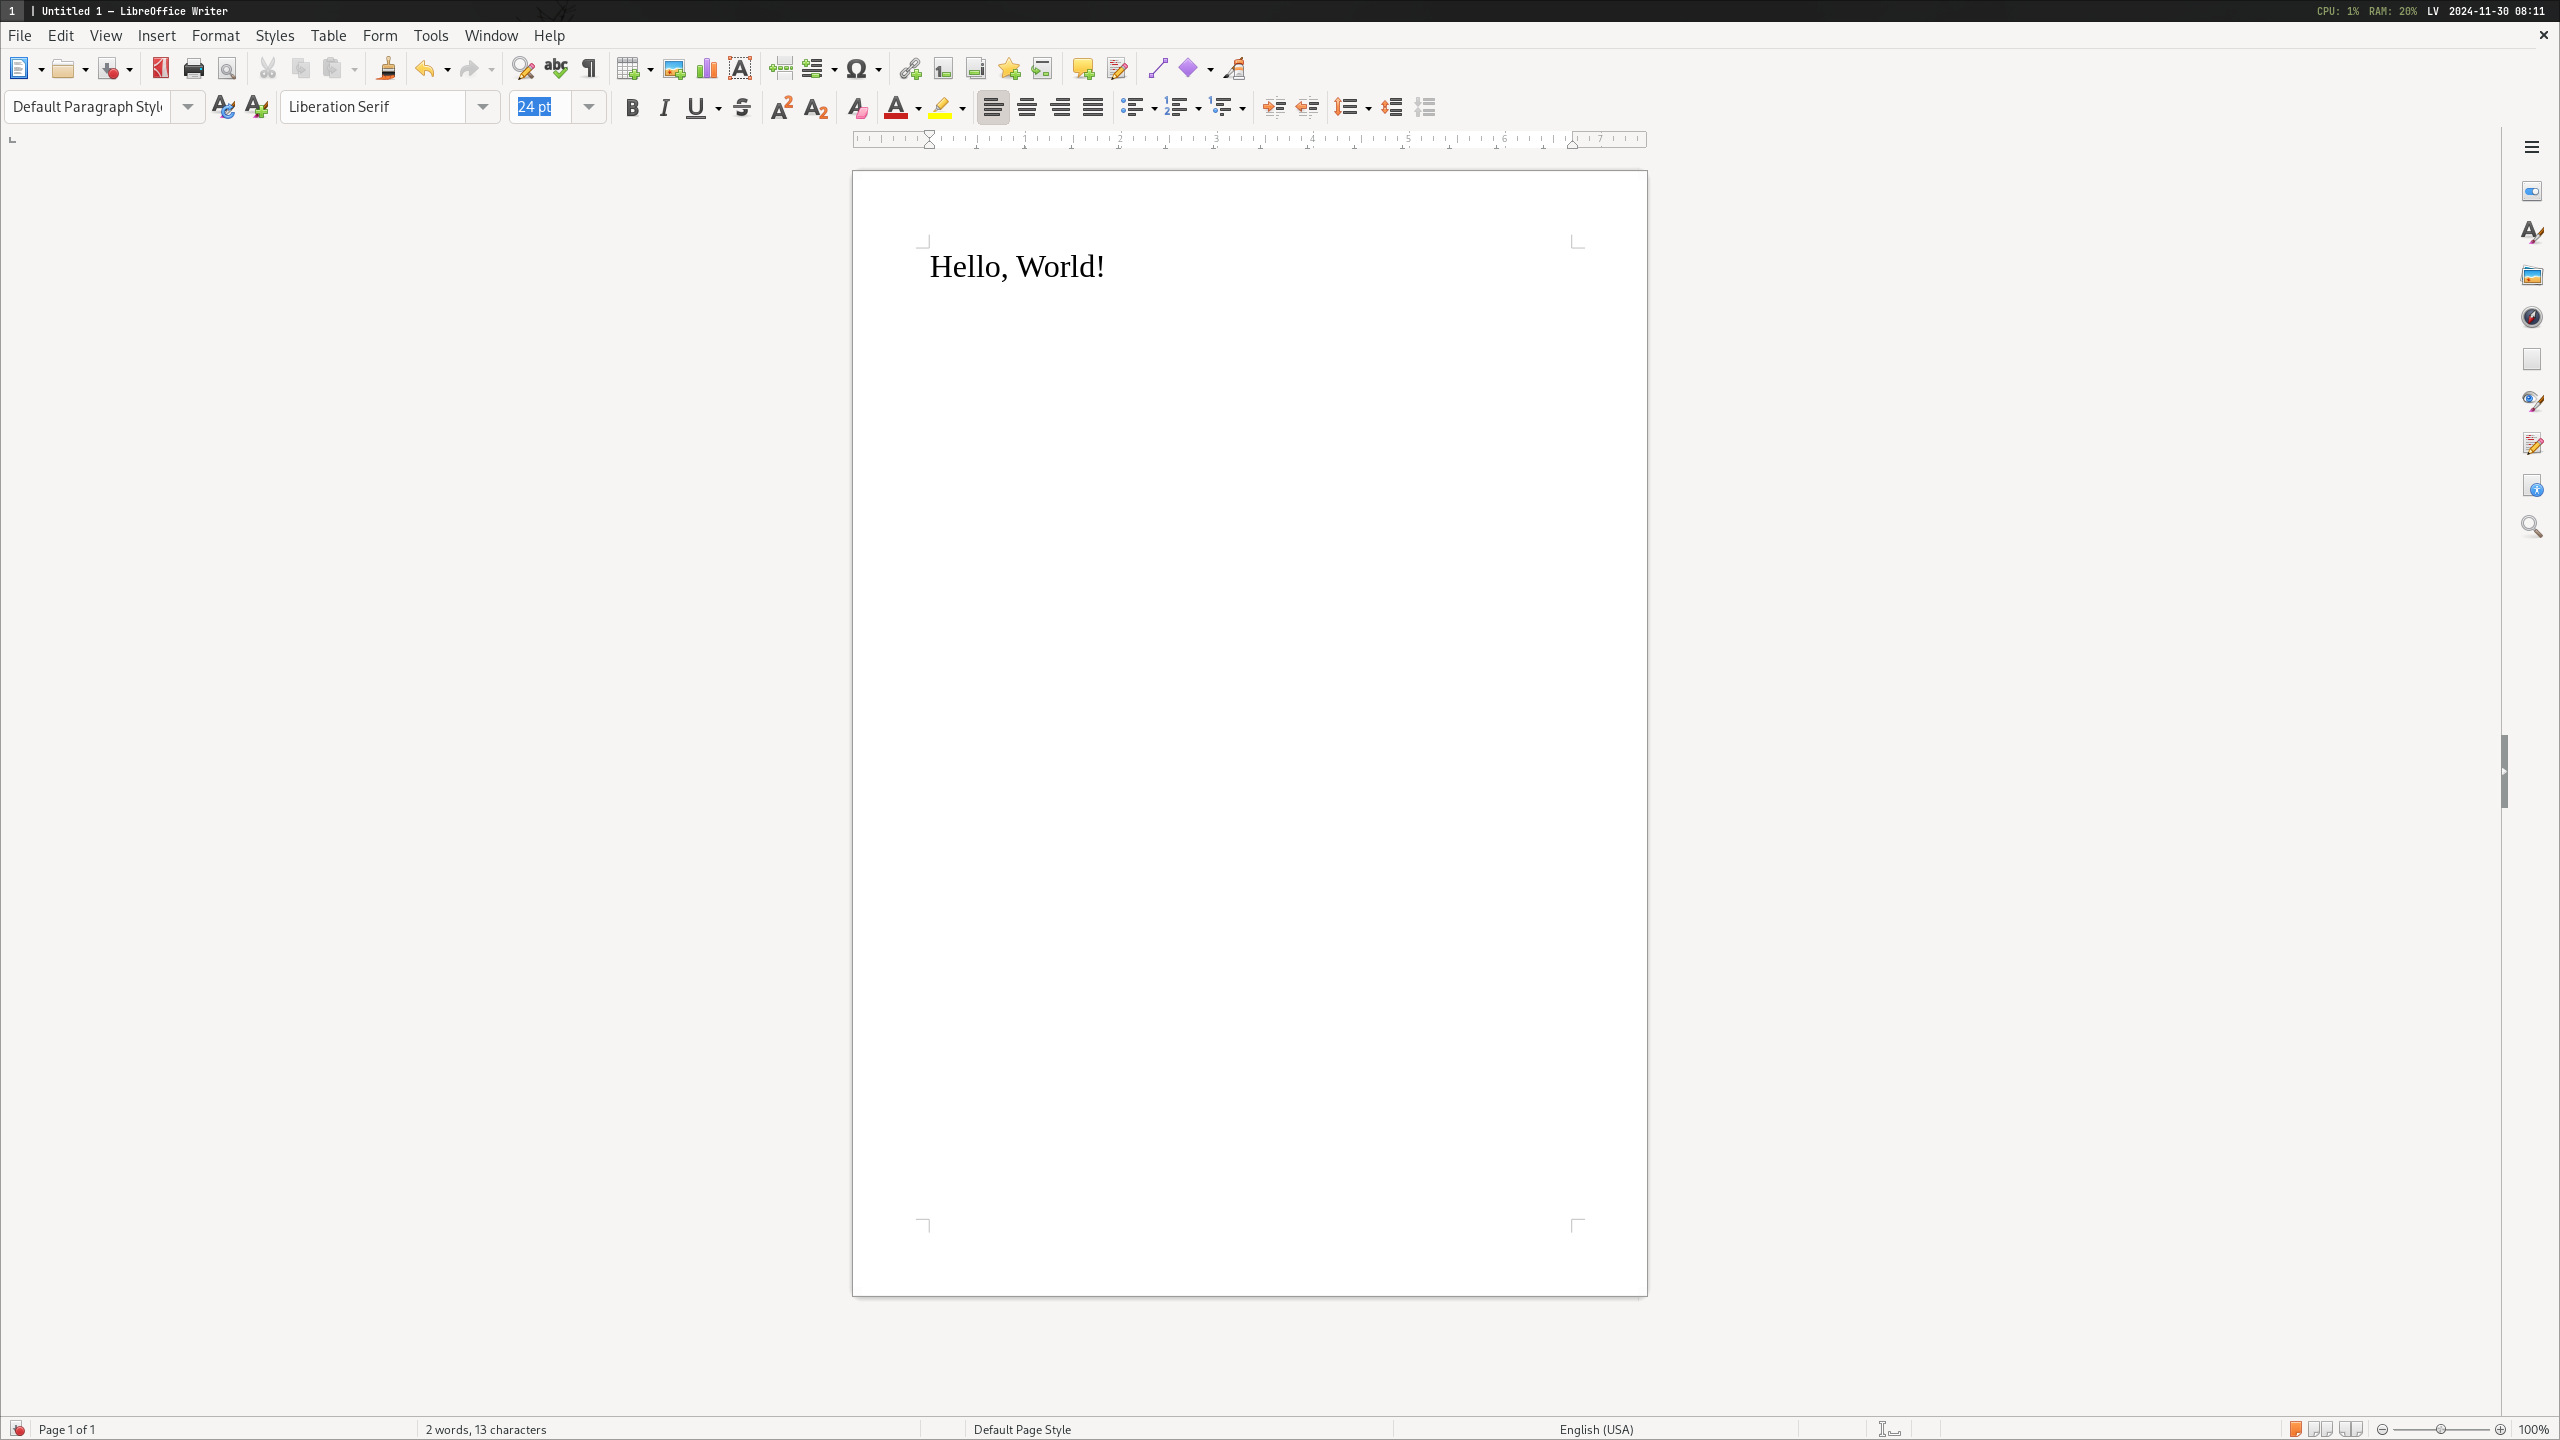 1 | Untitled 1 — LibreOffice Writer CPU: 1% RAM: 20% LV 2024-11-30 08:11
File Edit View Insert Format Styles Table Form Tools Window Help
Default Paragraph Styl Liberation Serif 24 pt
1 2 3 4 5 6 7
Hello, World!
Page 1 of 1 2 words, 13 characters Default Page Style English (USA) 100%